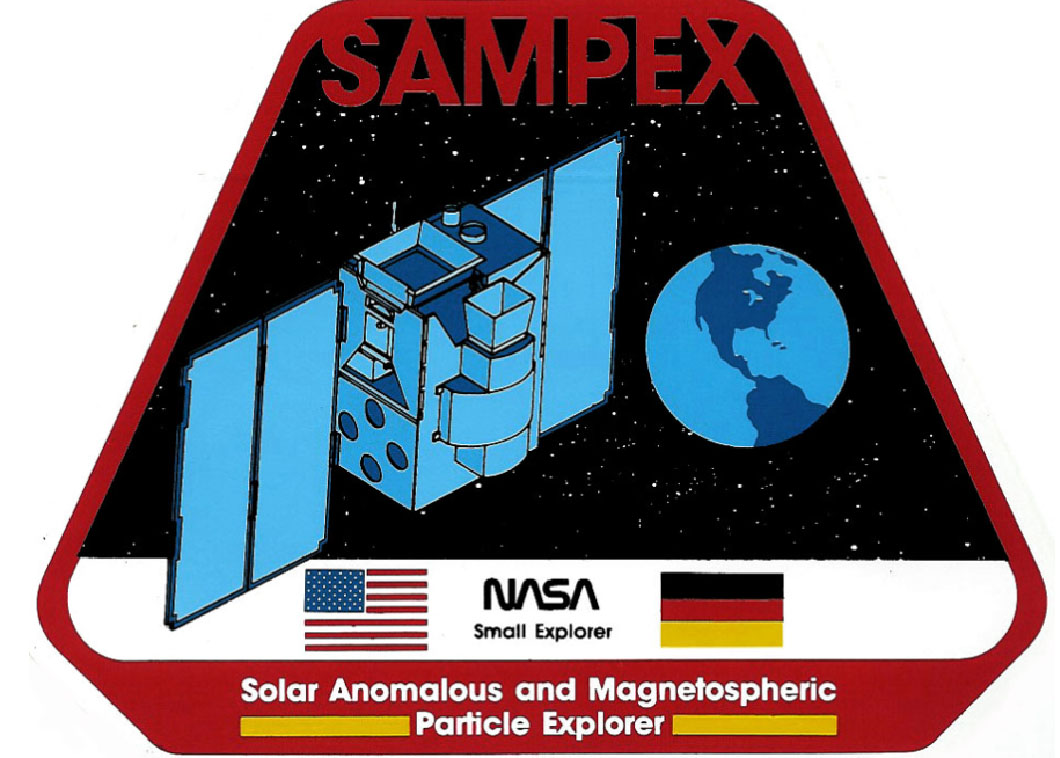 SAMPEX
NASA
Small Explorer
Solar Anomalous and Magnetospheric
Particle Explorer